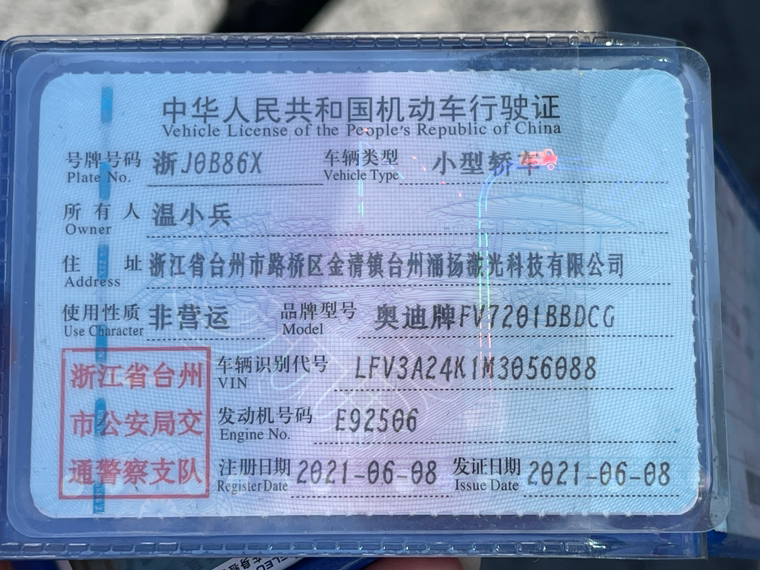 中华人民共和国机动车行驶证
Vehicle License of the People's Republic of China
号牌号码 浙J0B86X 车辆类型 小型轿车
Plate No. Vehicle Type
所有人 温小兵
Owner
住址 浙江省台州市路桥区金清镇台州涌扬激光科技有限公司
Address
使用性质 非营运 品牌型号 奥迪牌FV7201BBDCG
Use Character Model
浙江省台州
市公安局交
通警察支队
车辆识别代号 LFV3A24K1M3056088
VIN
发动机号码 E92506
Engine No.
注册日期 2021-06-08 发证日期 2021-06-08
Register Date Issue Date